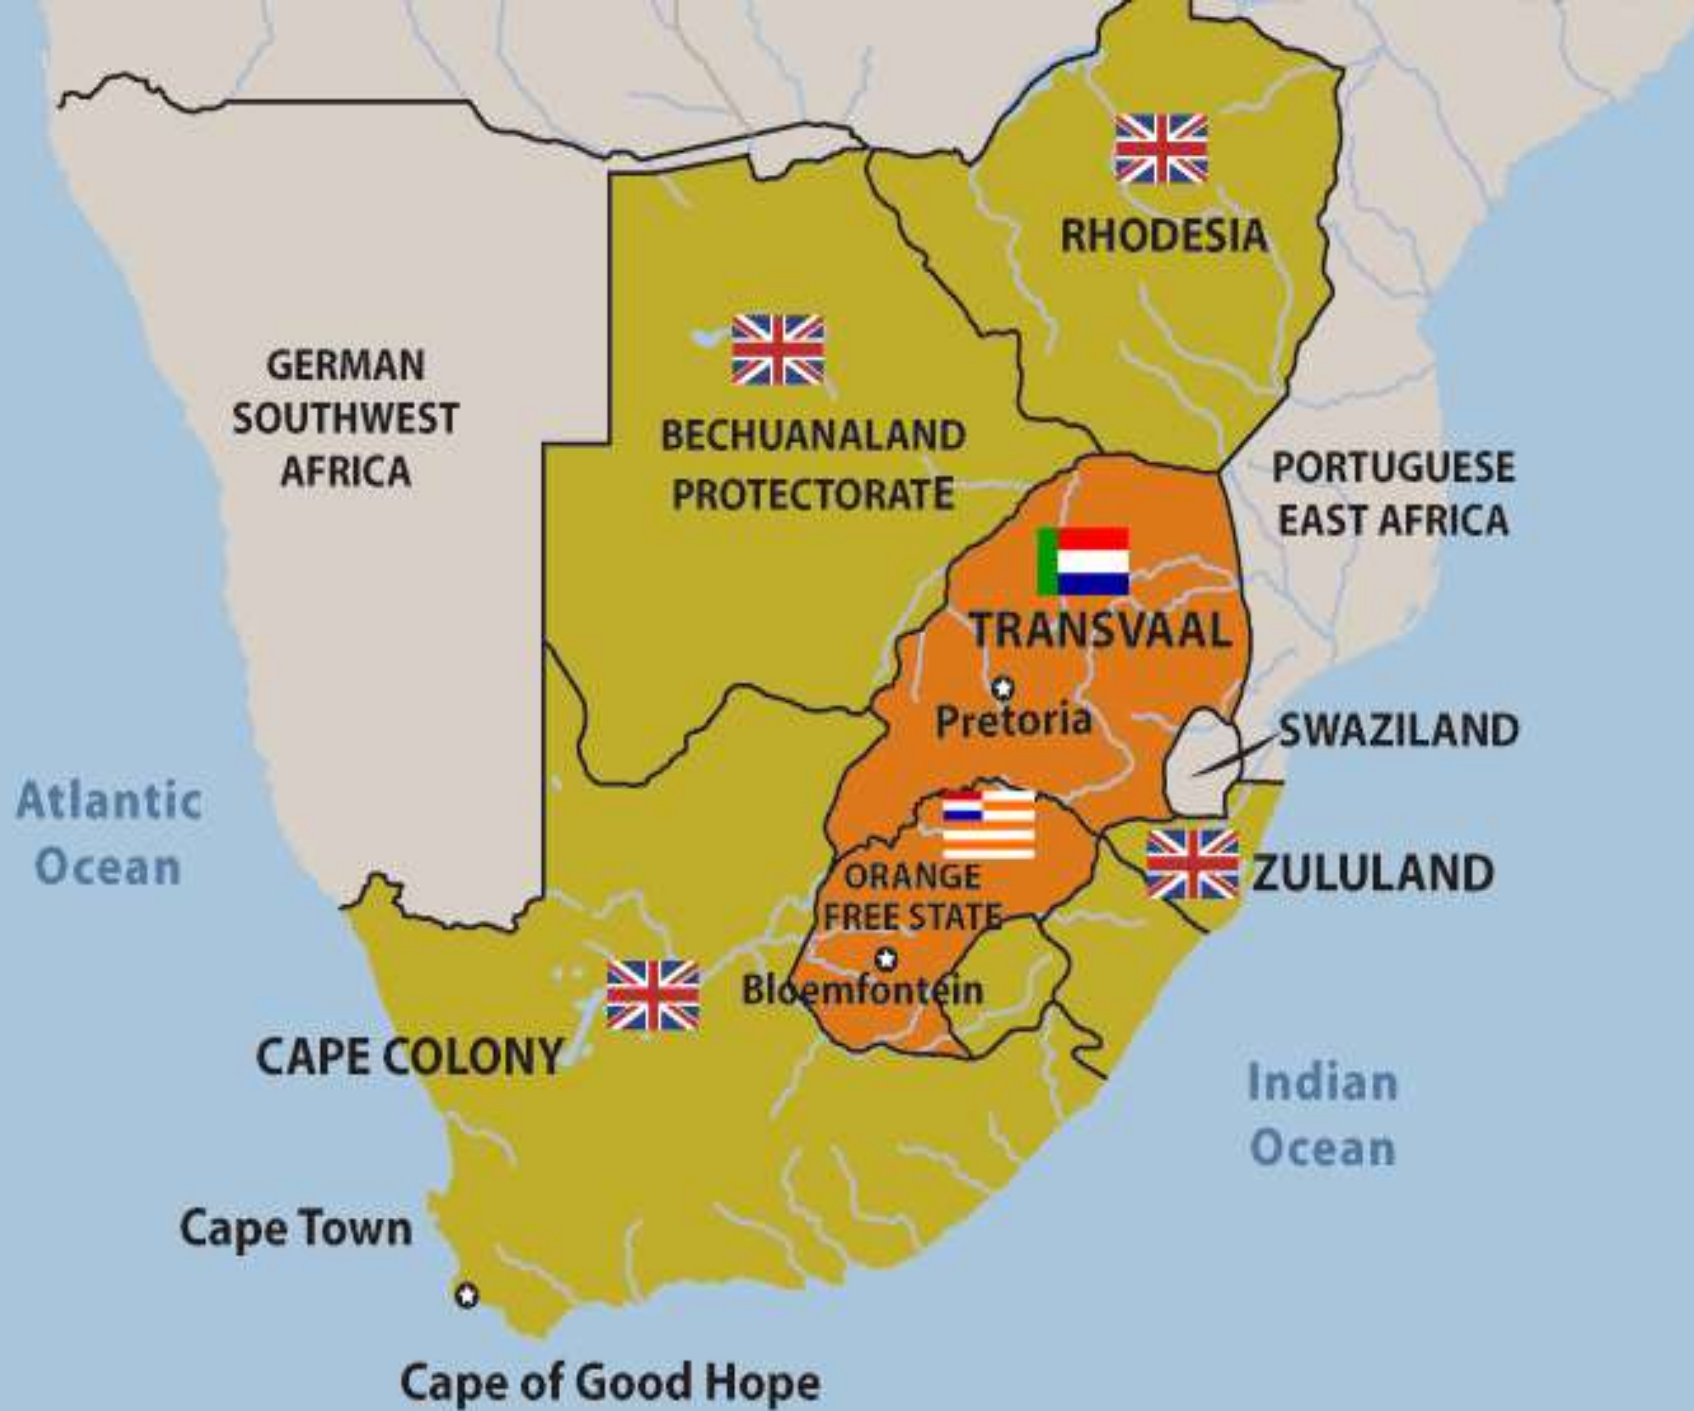 RHODESIA
GERMAN
SOUTHWEST
AFRICA
BECHUANALAND
PROTECTORATE
PORTUGUESE
EAST AFRICA
TRANSVAAL
Pretoria
SWAZILAND
Atlantic
Ocean
ORANGE
FREE STATE
ZULULAND
Bloemfontein
CAPE COLONY
Indian
Ocean
Cape Town
Cape of Good Hope